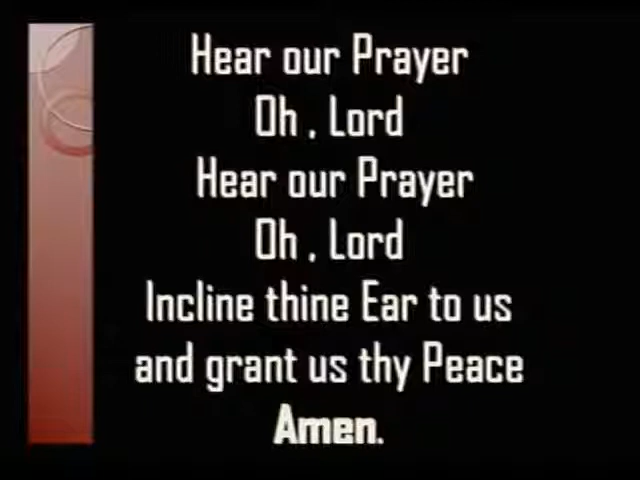 Hear our Prayer
Oh , Lord
Hear our Prayer
Oh , Lord
Incline thine Ear to us
and grant us thy Peace
Amen.